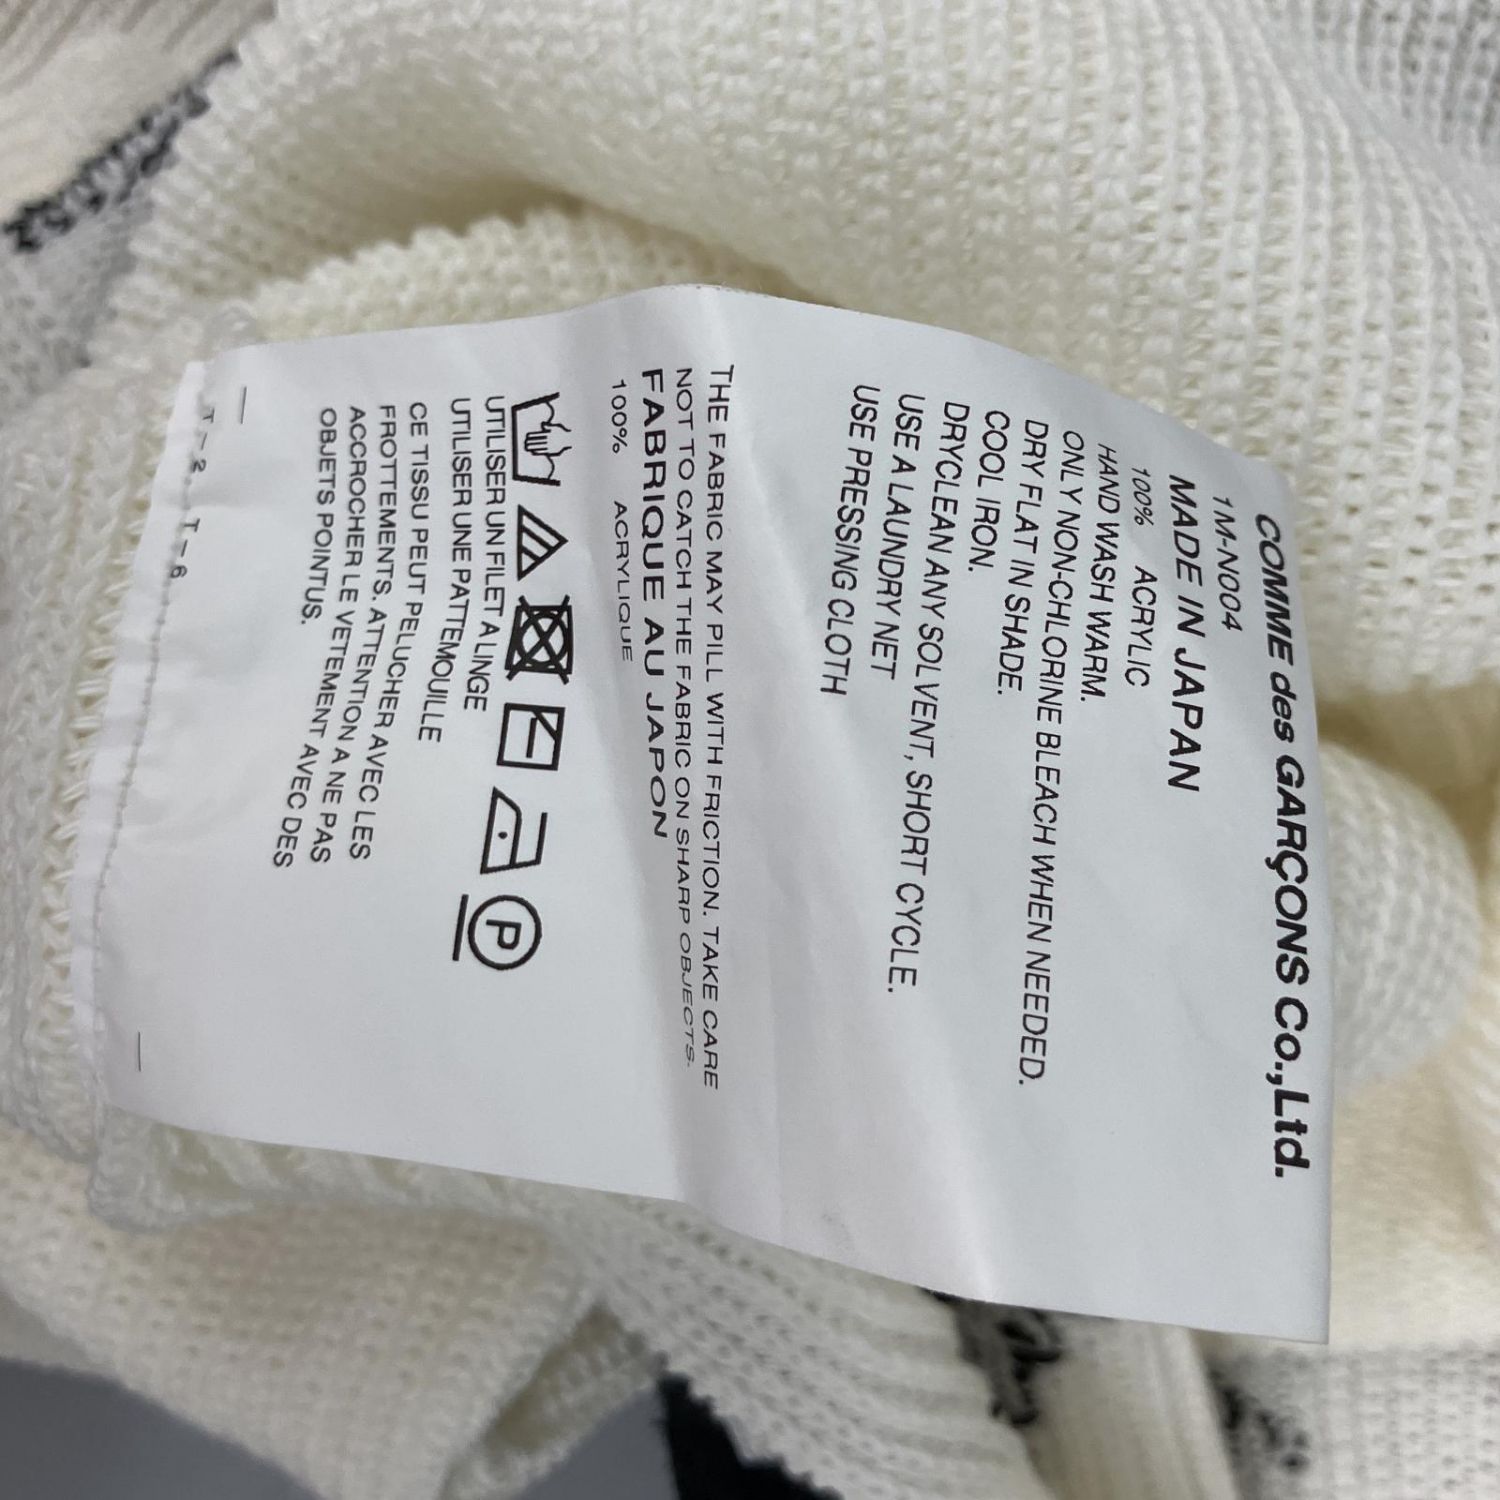 COMME des GARÇONS Co.,Ltd.
1M-N004
MADE IN JAPAN
100% ACRYLIC
HAND WASH WARM.
ONLY NON-CHLORINE BLEACH WHEN NEEDED.
DRY FLAT IN SHADE.
COOL IRON.
DRYCLEAN ANY SOLVENT, SHORT CYCLE.
USE A LAUNDRY NET
USE PRESSING CLOTH
THE FABRIC MAY PILL WITH FRICTION. TAKE CARE
NOT TO CATCH THE FABRIC ON SHARP OBJECTS.
FABRIQUE AU JAPON
100% ACRYLIQUE
P
UTILISER UN FILET A LINGE
UTILISER UNE PATTEMOUILLE
CE TISSU PEUT PELUCHER AVEC LES
FROTTEMENTS. ATTENTION A NE PAS
ACCROCHER LE VETEMENT AVEC DES
OBJETS POINTUS.
T-2 T-6